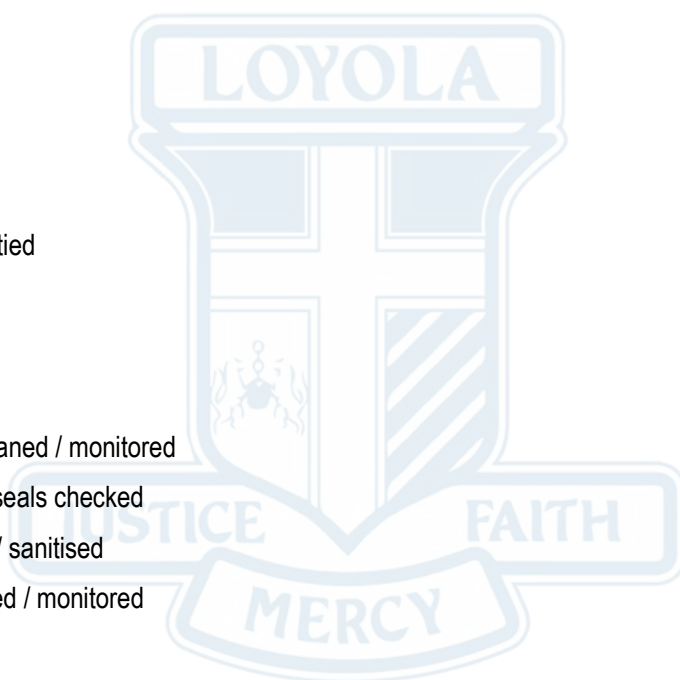 LOYOLA
tied
aned / monitored
seals checked
JUSTICE FAITH
/ sanitised
ed / monitored
MERCY